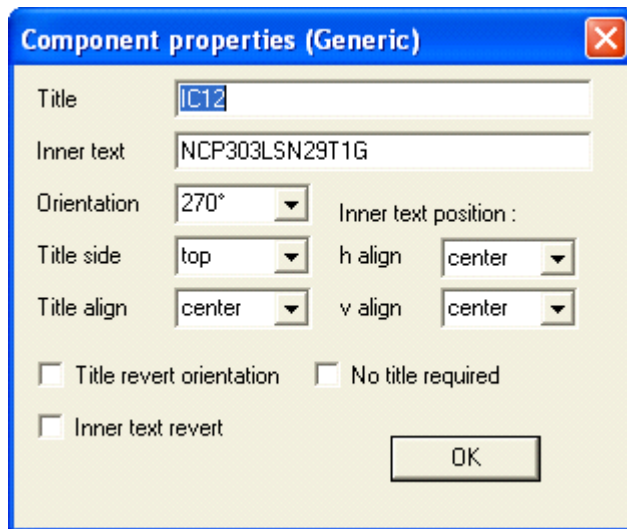 Component properties (Generic)
Title IC12
Inner text NCP303LSN29T1G
Orientation 270° Inner text position :
Title side top h align center
Title align center v align center
Title revert orientation No title required
Inner text revert
OK